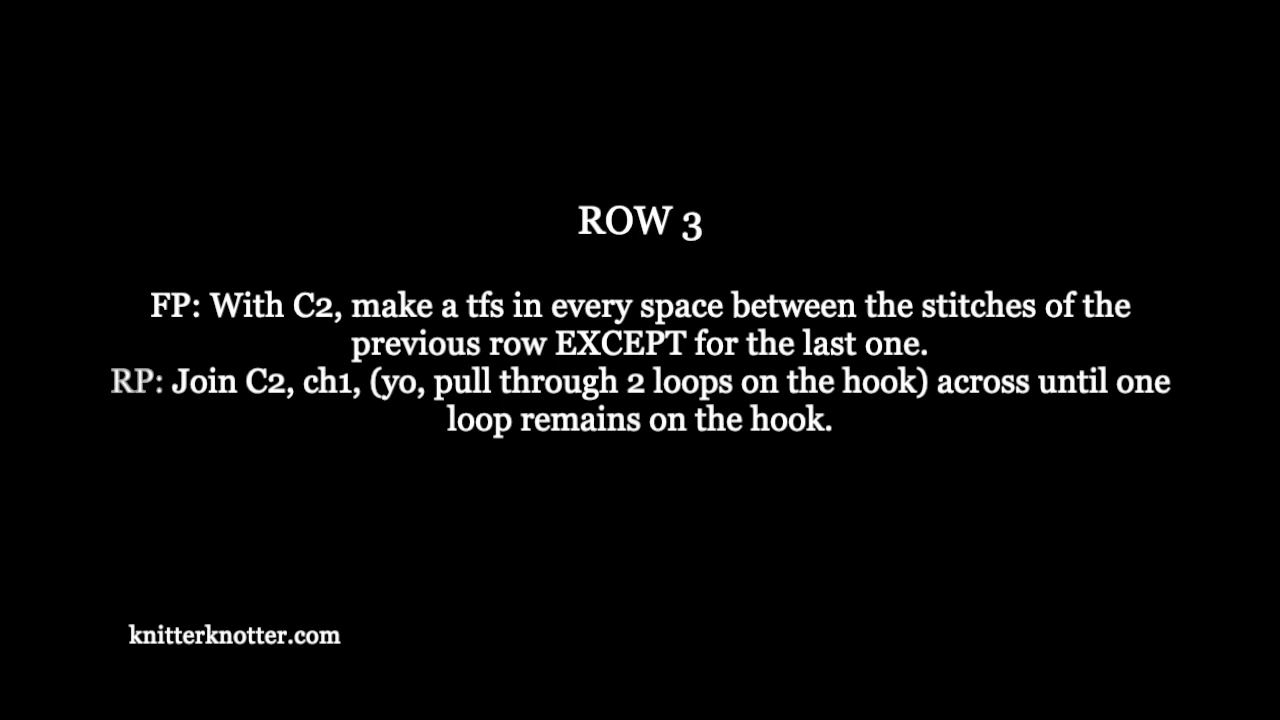 ROW 3
FP: With C2, make a tfs in every space between the stitches of the
previous row EXCEPT for the last one.
RP: Join C2, ch1, (yo, pull through 2 loops on the hook) across until one
loop remains on the hook.
knitterknotter.com